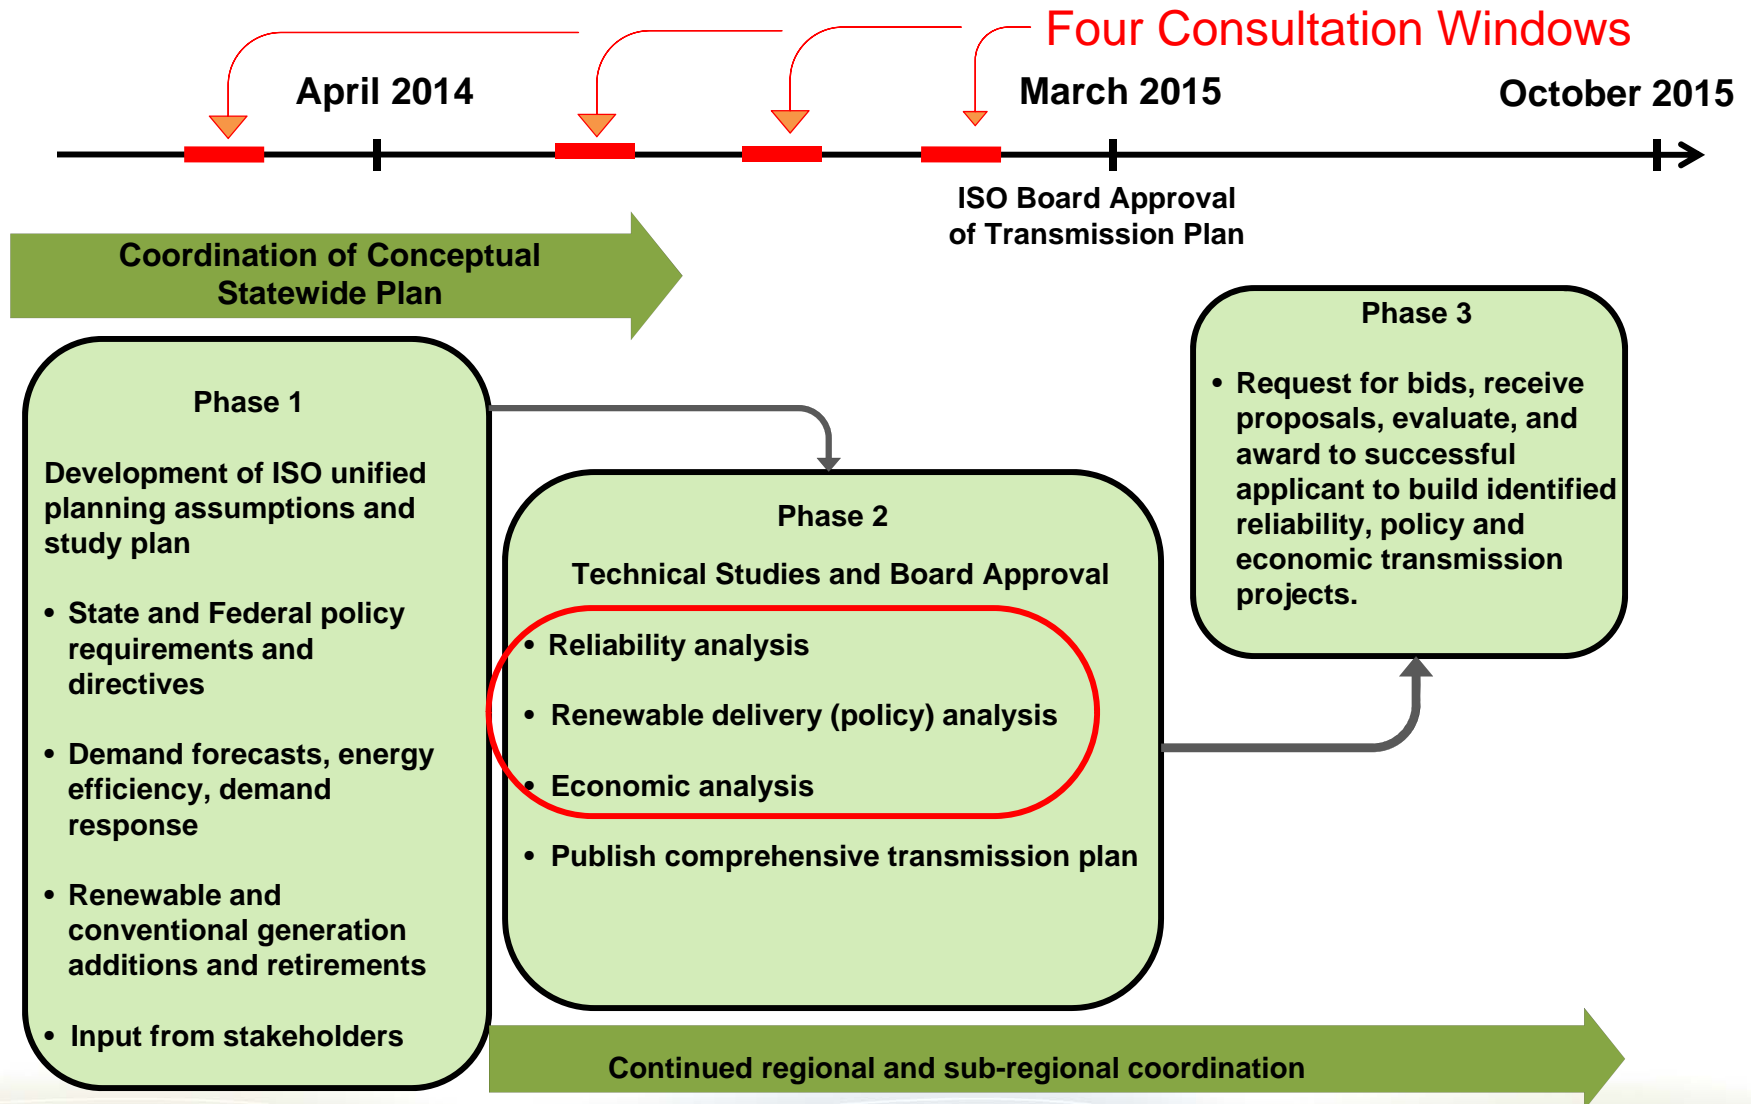 Four Consultation Windows
April 2014
March 2015
October 2015
ISO Board Approval
of Transmission Plan
Coordination of Conceptual
Statewide Plan
Phase 1
Development of ISO unified
planning assumptions and
study plan
• State and Federal policy
requirements and
directives
• Demand forecasts, energy
efficiency, demand
response
• Renewable and
conventional generation
additions and retirements
• Input from stakeholders
Phase 2
Technical Studies and Board Approval
• Reliability analysis
• Renewable delivery (policy) analysis
• Economic analysis
• Publish comprehensive transmission plan
Phase 3
• Request for bids, receive
proposals, evaluate, and
award to successful
applicant to build identified
reliability, policy and
economic transmission
projects.
Continued regional and sub-regional coordination